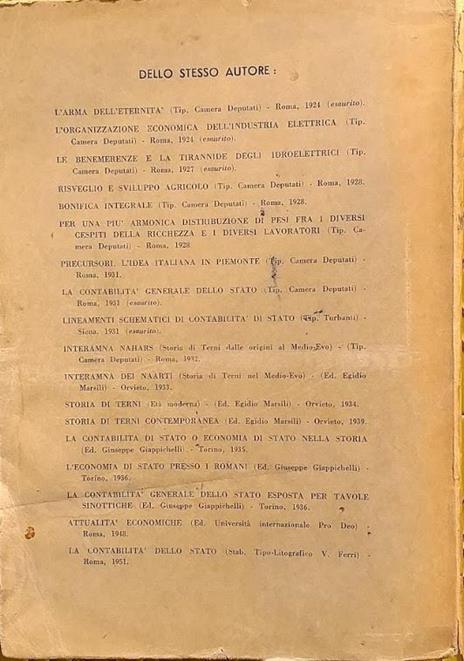 DELLO STESSO AUTORE :
L'ARMA DELL'ETERNITA' (Tip. Camera Deputati) - Roma, 1924 (esaurito).
L'ORGANIZZAZIONE ECONOMICA DELL'INDUSTRIA ELETTRICA (Tip.
Camera Deputati) - Roma, 1924 (esaurito).
LE BENEMERENZE E LA TIRANNIDE DEGLI IDROELETTRICI (Tip.
Camera Deputati) - Roma, 1927 (esaurito).
RISVEGLIO E SVILUPPO AGRICOLO (Tip. Camera Deputati) - Roma, 1928.
BONIFICA INTEGRALE (Tip. Camera Deputati) - Roma, 1928.
PER UNA PIU' ARMONICA DISTRIBUZIONE DI PESI FRA I DIVERSI
CESPITI DELLA RICCHEZZA E I DIVERSI LAVORATORI (Tip. Ca-
mera Deputati) - Roma, 1928
PRECURSORI. L'IDEA ITALIANA IN PIEMONTE (Tip. Camera Deputati) -
Roma, 1931.
LA CONTABILITA' GENERALE DELLO STATO (Tip. Camera Deputati) -
Roma, 1931 (esaurito).
LINEAMENTI SCHEMATICI DI CONTABILITA' DI STATO (Tip. Turbanti) -
Siena, 1931 (esaurito).
INTERAMNA NAHARS (Storia di Terni dalle origini al Medio-Evo) - (Tip.
Camera Deputati) - Roma, 1932.
INTERAMNA DEI NAARTI (Storia di Terni nel Medio-Evo) - (Ed. Egidio
Marsili) - Orvieto, 1933.
STORIA DI TERNI (Età moderna) - (Ed. Egidio Marsili) - Orvieto, 1934.
STORIA DI TERNI CONTEMPORANEA (Ed. Egidio Marsili) - Orvieto, 1939.
LA CONTABILITA DI STATO O ECONOMIA DI STATO NELLA STORIA
(Ed. Giuseppe Giappichelli) - Torino, 1935.
L'ECONOMIA DI STATO PRESSO I ROMANI (Ed. Giuseppe Giappichelli) -
Torino, 1936.
LA CONTABILITA' GENERALE DELLO STATO ESPOSTA PER TAVOLE
SINOTTICHE (Ed. Giuseppe Giappichelli) - Torino, 1936.
ATTUALITA' ECONOMICHE (Ed. Università internazionale Pro Deo) -
Roma, 1948.
LA CONTABILITA' DELLO STATO (Stab. Tipo-Litografico V. Ferri) -
Roma, 1951.